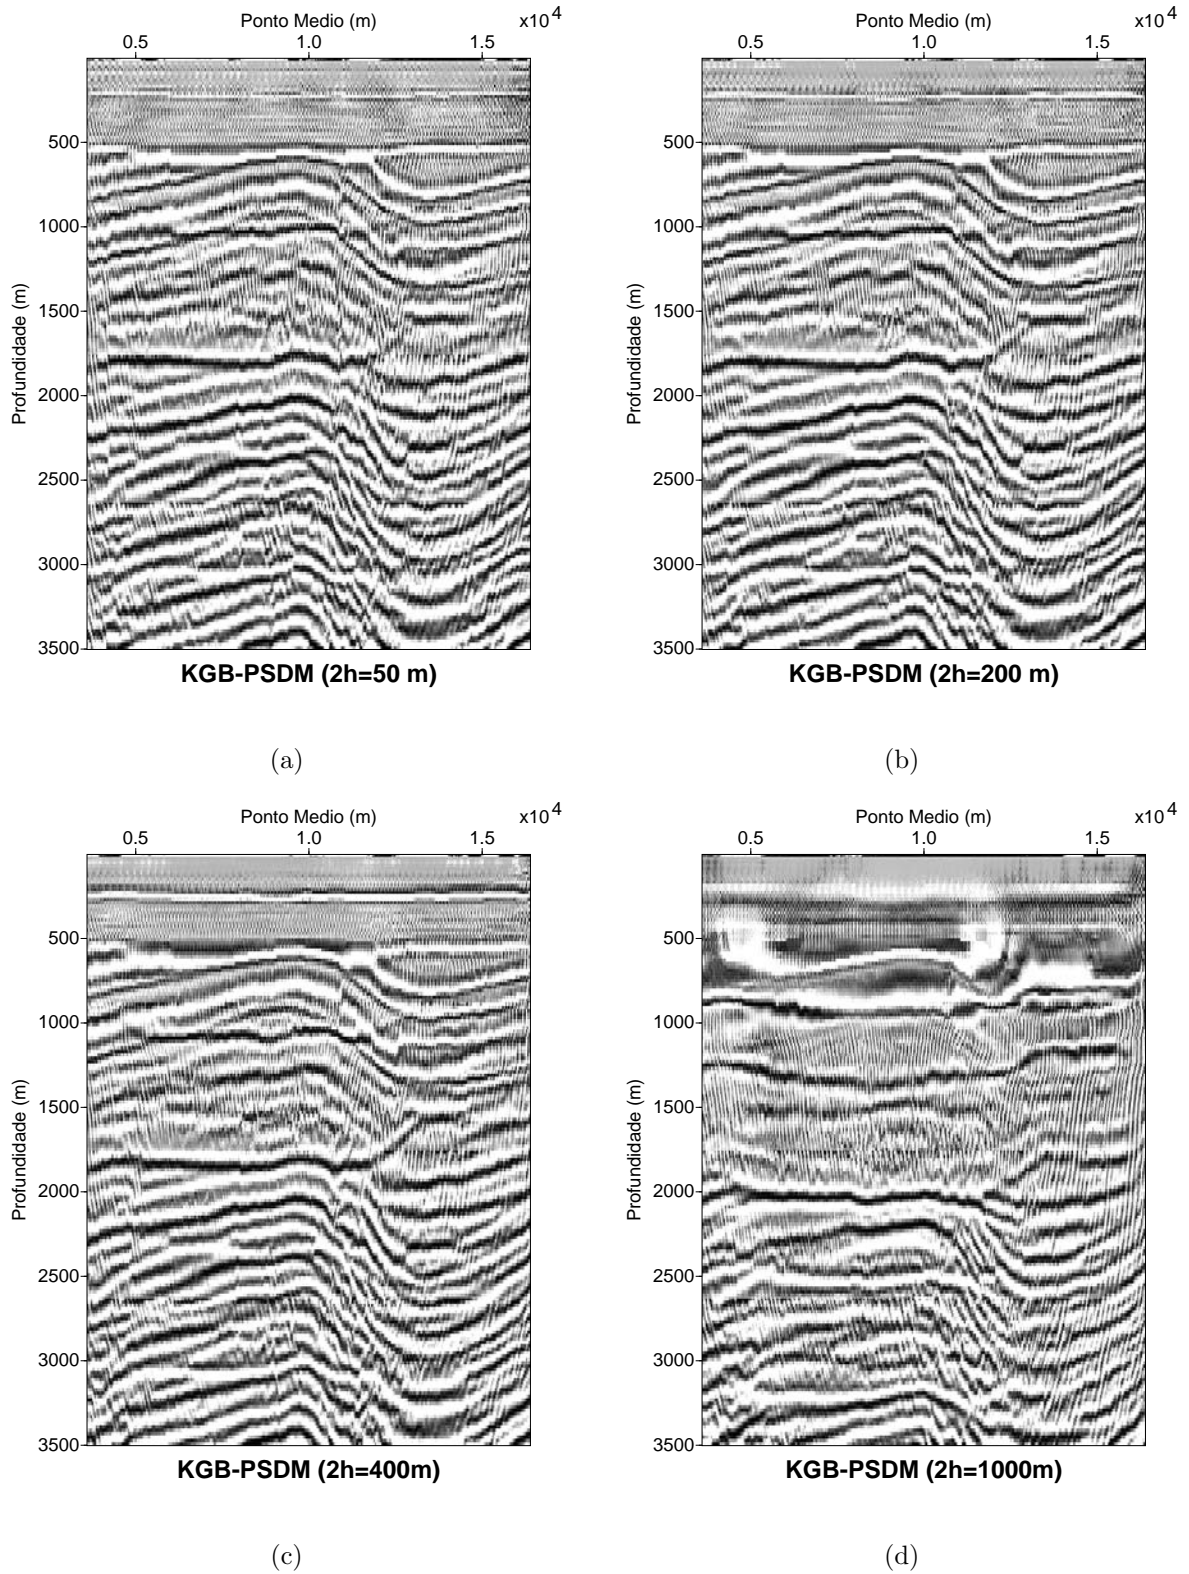 Ponto Medio (m)
x10 4
0.5 1.0 1.5
500
1000
1500
2000
2500
3000
3500
Profundidade (m)
KGB-PSDM (2h=50 m)
(a)
Ponto Medio (m)
x10 4
0.5 1.0 1.5
500
1000
1500
2000
2500
3000
3500
Profundidade (m)
KGB-PSDM (2h=200 m)
(b)
Ponto Medio (m)
x10 4
0.5 1.0 1.5
500
1000
1500
2000
2500
3000
3500
Profundidade (m)
KGB-PSDM (2h=400m)
(c)
Ponto Medio (m)
x10 4
0.5 1.0 1.5
500
1000
1500
2000
2500
3000
3500
Profundidade (m)
KGB-PSDM (2h=1000m)
(d)